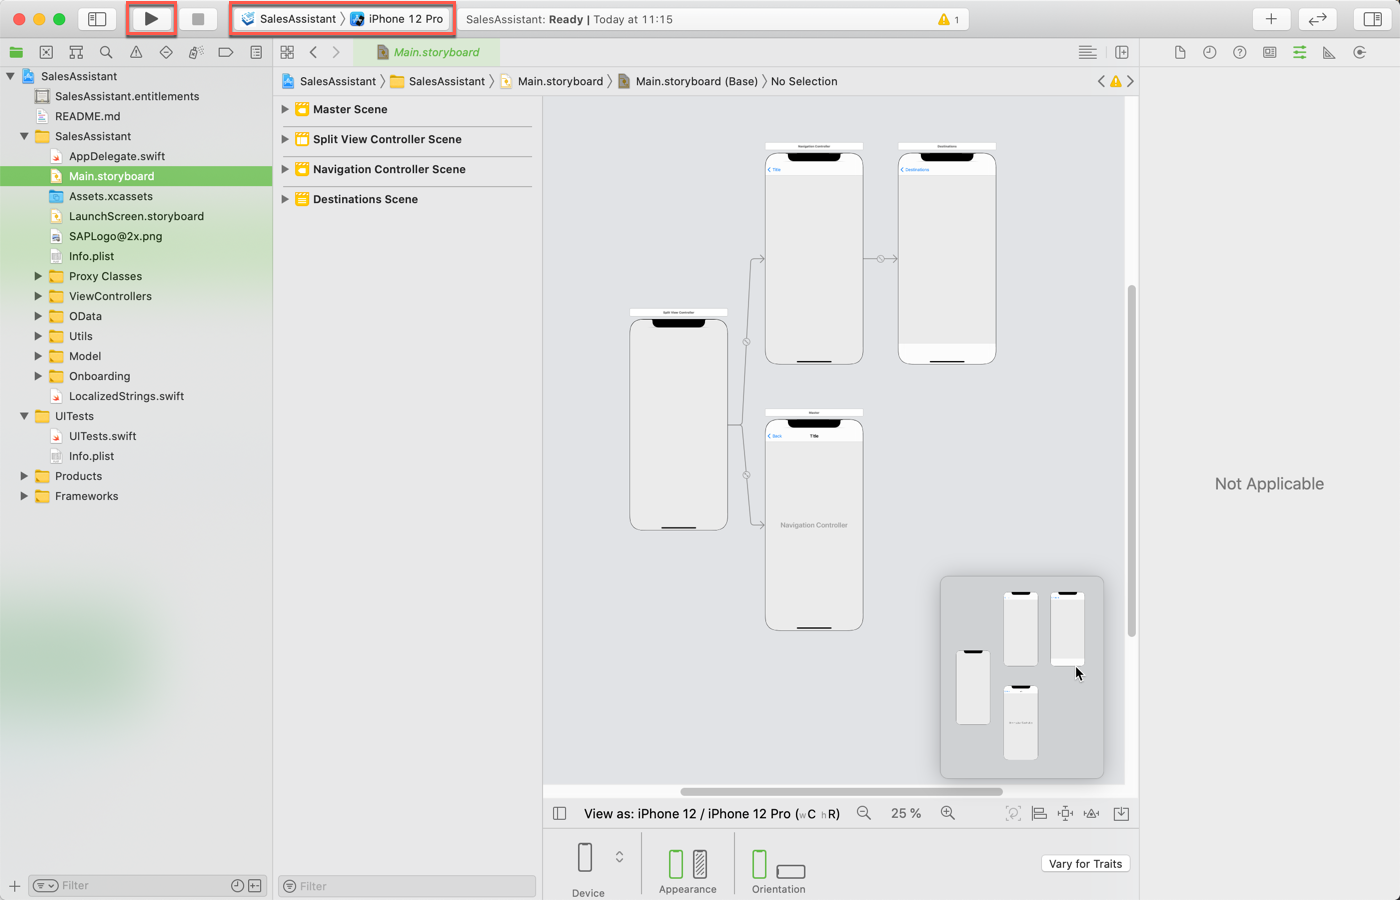 SalesAssistant 〉 iPhone 12 Pro
SalesAssistant: Ready | Today at 11:15
1
Main.storyboard
SalesAssistant 〉 SalesAssistant 〉 Main.storyboard 〉 Main.storyboard (Base) 〉 No Selection
SalesAssistant
SalesAssistant.entitlements
README.md
SalesAssistant
AppDelegate.swift
Main.storyboard
Assets.xcassets
LaunchScreen.storyboard
SAPLogo@2x.png
Info.plist
Proxy Classes
ViewControllers
OData
Utils
Model
Onboarding
LocalizedStrings.swift
UITests
UITests.swift
Info.plist
Products
Frameworks
Filter
Master Scene
Split View Controller Scene
Navigation Controller Scene
Destinations Scene
Filter
Navigation Controller
Title
Destinations
Destinations
Split View Controller
Master
Back
Title
Navigation Controller
View as: iPhone 12 / iPhone 12 Pro (wC hR)
25 %
Device
Appearance
Orientation
Vary for Traits
Not Applicable